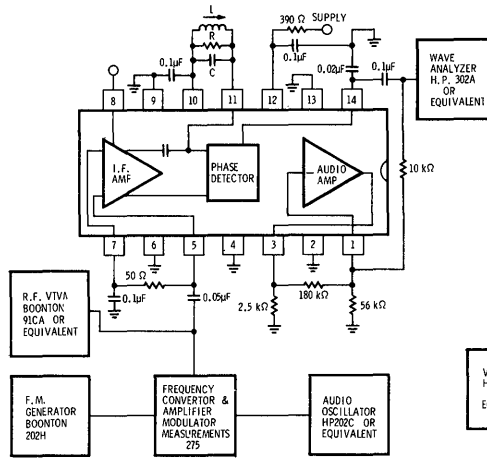 L
390 Ω SUPPLY
R
0.1µF
0.1µF
0.1µF
C
0.02µF
WAVE
ANALYZER
H.P. 302A
OR
EQUIVALENT
8 9 10 11 12 13 14
I.F.
AMP
PHASE
DETECTOR
AUDIO
AMP
10 kΩ
7 6 5 4 3 2 1
50 Ω
0.1µF
0.05µF
2.5 kΩ
180 kΩ
56 kΩ
R.F. VTVM
BOONTON
91CA OR
EQUIVALENT
F.M.
GENERATOR
BOONTON
202H
FREQUENCY
CONVERTOR &
AMPLIFIER
MODULATOR
MEASUREMENTS
275
AUDIO
OSCILLATOR
HP202C OR
EQUIVALENT
V
H
E